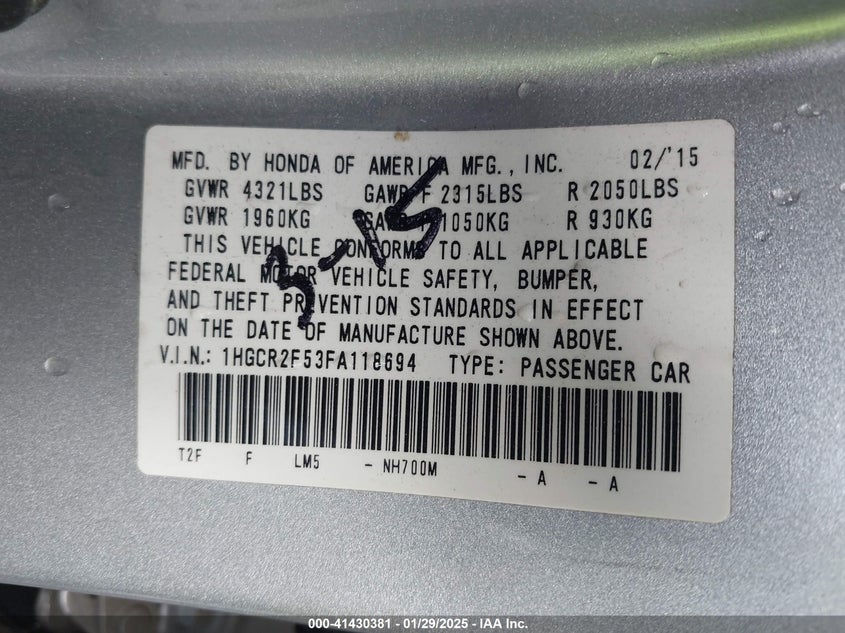 MFD. BY HONDA OF AMERICA MFG., INC. 02/'15
GVWR 4321LBS GAWR F 2315LBS R 2050LBS
GVWR 1960KG GAWR F 1050KG R 930KG
THIS VEHICLE CONFORMS TO ALL APPLICABLE
FEDERAL MOTOR VEHICLE SAFETY, BUMPER,
AND THEFT PREVENTION STANDARDS IN EFFECT
ON THE DATE OF MANUFACTURE SHOWN ABOVE.
V.I.N.: 1HGCR2F53FA118694 TYPE: PASSENGER CAR
T2F F LM5 - NH700M - A - A
3-15
000-41430381 - 01/29/2025 - IAA Inc.